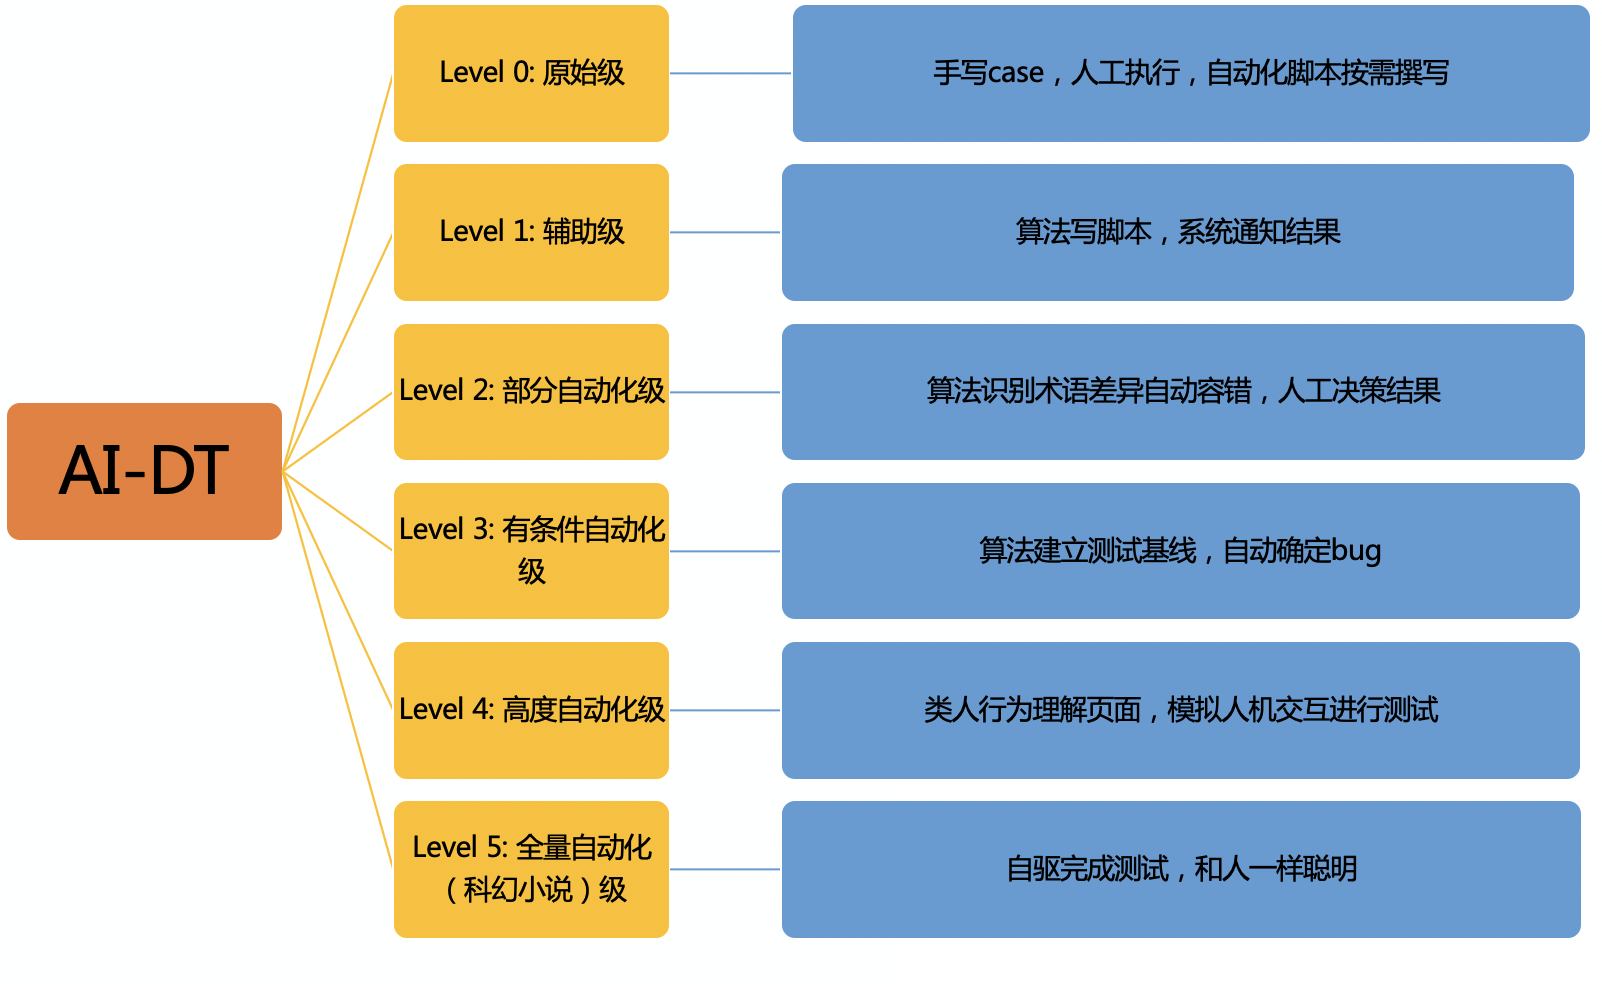 AI-DT
Level 0: 原始级
手写case，人工执行，自动化脚本按需撰写
Level 1: 辅助级
算法写脚本，系统通知结果
Level 2: 部分自动化级
算法识别术语差异自动容错，人工决策结果
Level 3: 有条件自动化
级
算法建立测试基线，自动确定bug
Level 4: 高度自动化级
类人行为理解页面，模拟人机交互进行测试
Level 5: 全量自动化
（科幻小说）级
自驱完成测试，和人一样聪明